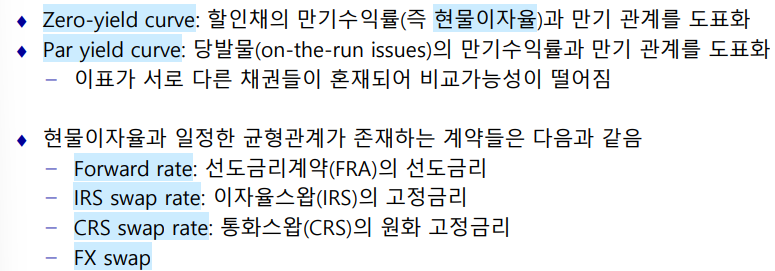 ♦ Zero-yield curve: 할인채의 만기수익률(즉 현물이자율)과 만기 관계를 도표화
♦ Par yield curve: 당발물(on-the-run issues)의 만기수익률과 만기 관계를 도표화
– 이표가 서로 다른 채권들이 혼재되어 비교가능성이 떨어짐
♦ 현물이자율과 일정한 균형관계가 존재하는 계약들은 다음과 같음
– Forward rate: 선도금리계약(FRA)의 선도금리
– IRS swap rate: 이자율스왑(IRS)의 고정금리
– CRS swap rate: 통화스왑(CRS)의 원화 고정금리
– FX swap